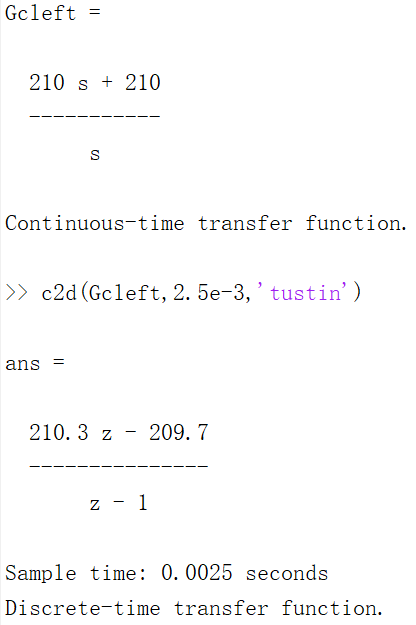 Gcleft =
210 s + 210
-----------
s
Continuous-time transfer function.
>> c2d(Gcleft,2.5e-3,'tustin')
ans =
210.3 z - 209.7
---------------
z - 1
Sample time: 0.0025 seconds
Discrete-time transfer function.